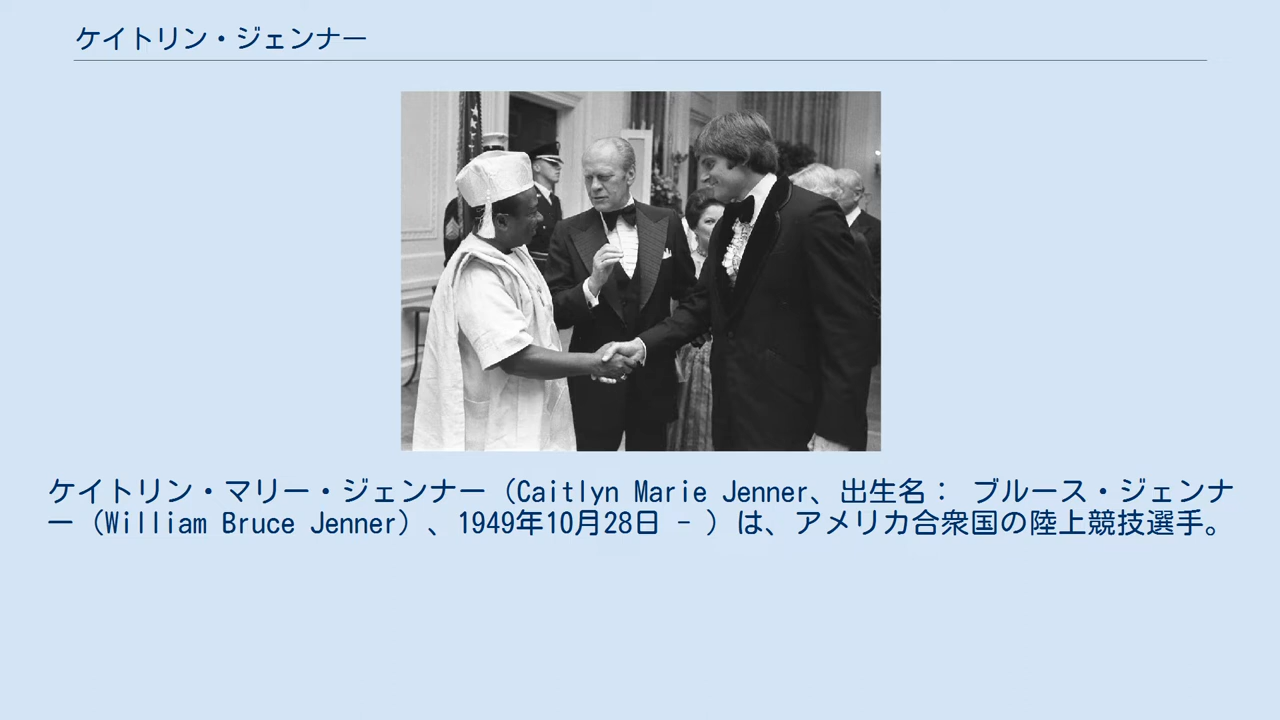 ケイトリン・ジェンナー
ケイトリン・マリー・ジェンナー（Caitlyn Marie Jenner、出生名： ブルース・ジェンナ
ー（William Bruce Jenner）、1949年10月28日 - ）は、アメリカ合衆国の陸上競技選手。